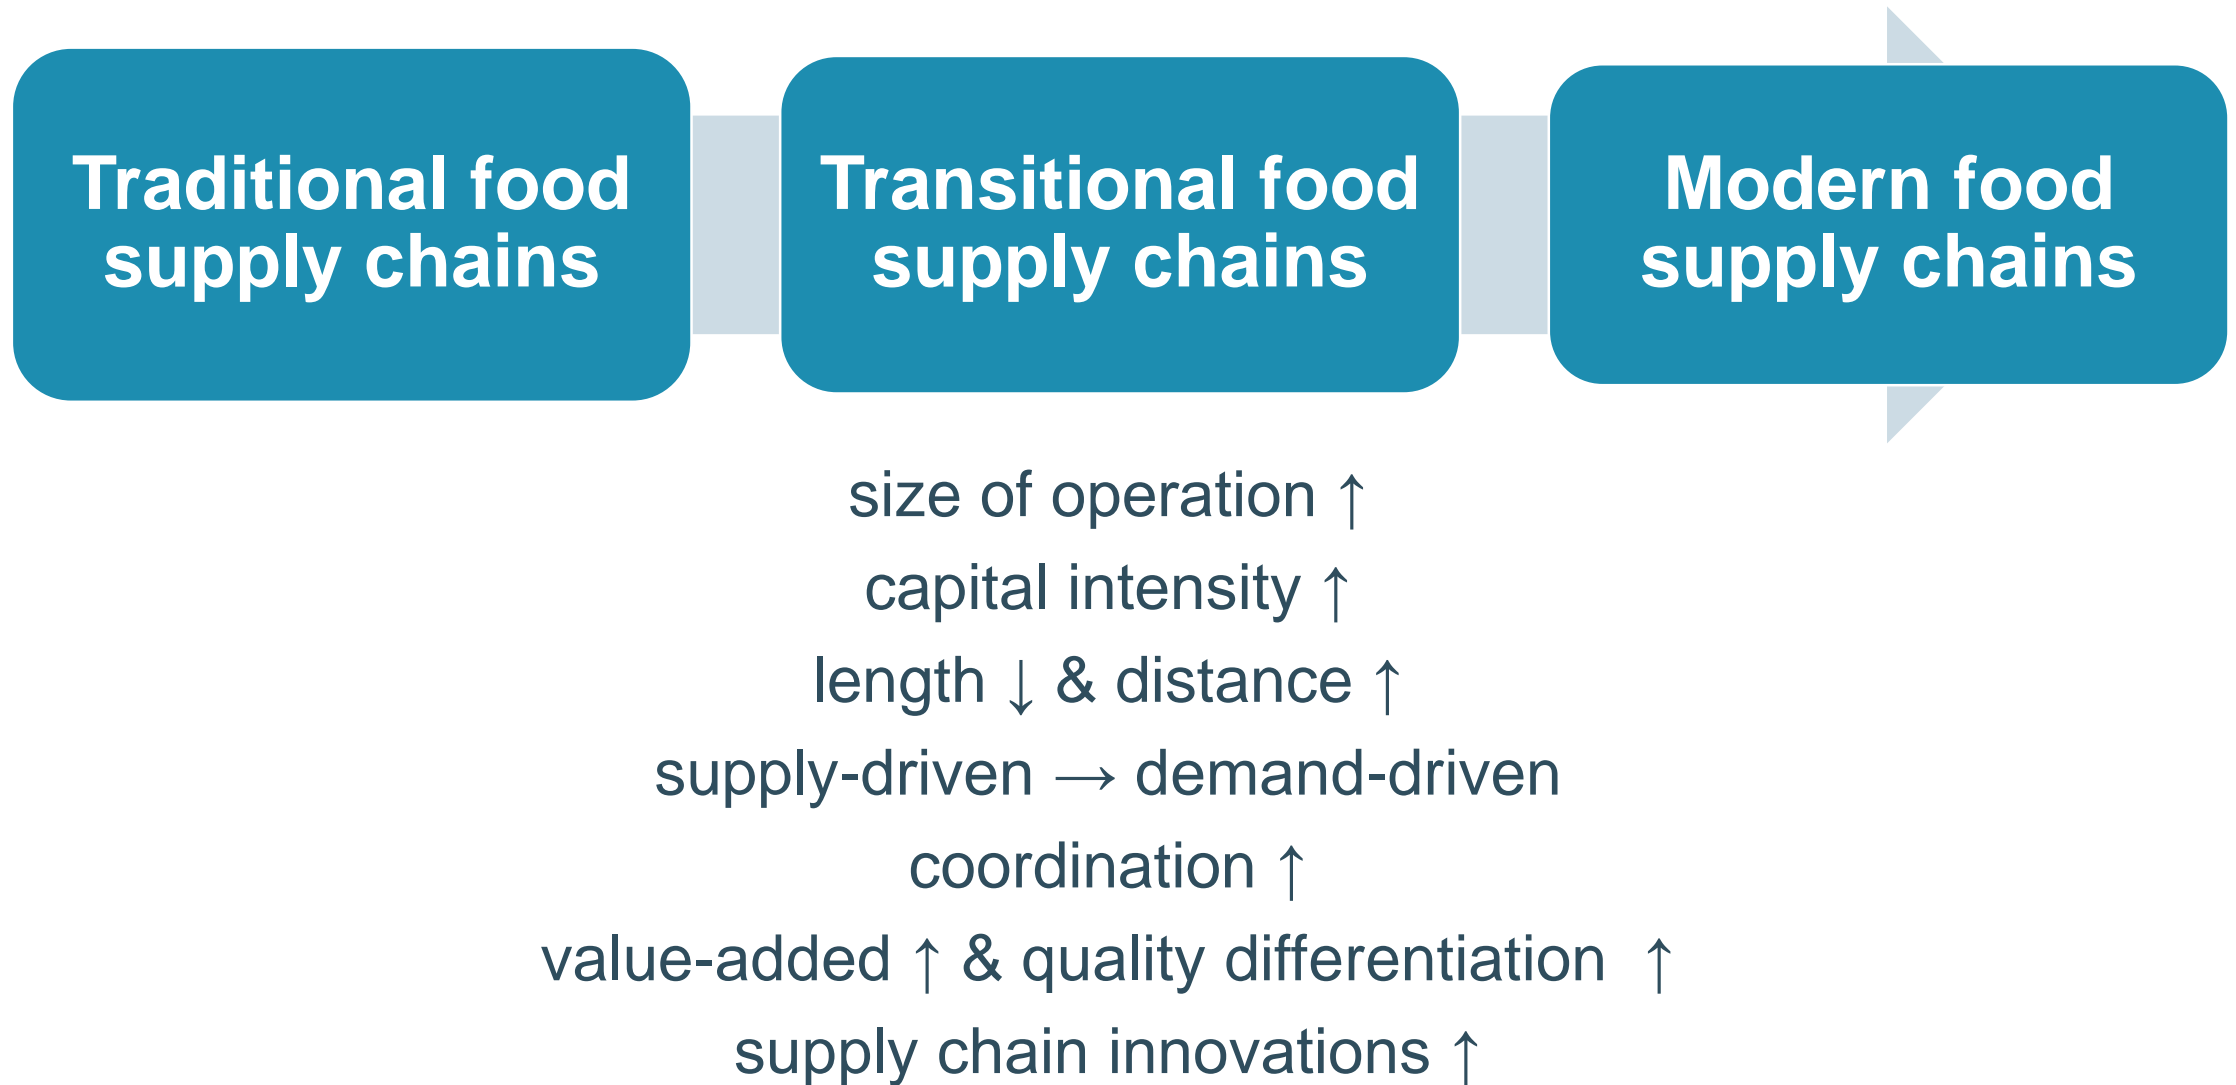 Traditional food
supply chains
Transitional food
supply chains
Modern food
supply chains
size of operation ↑
capital intensity ↑
length ↓ & distance ↑
supply-driven → demand-driven
coordination ↑
value-added ↑ & quality differentiation ↑
supply chain innovations ↑